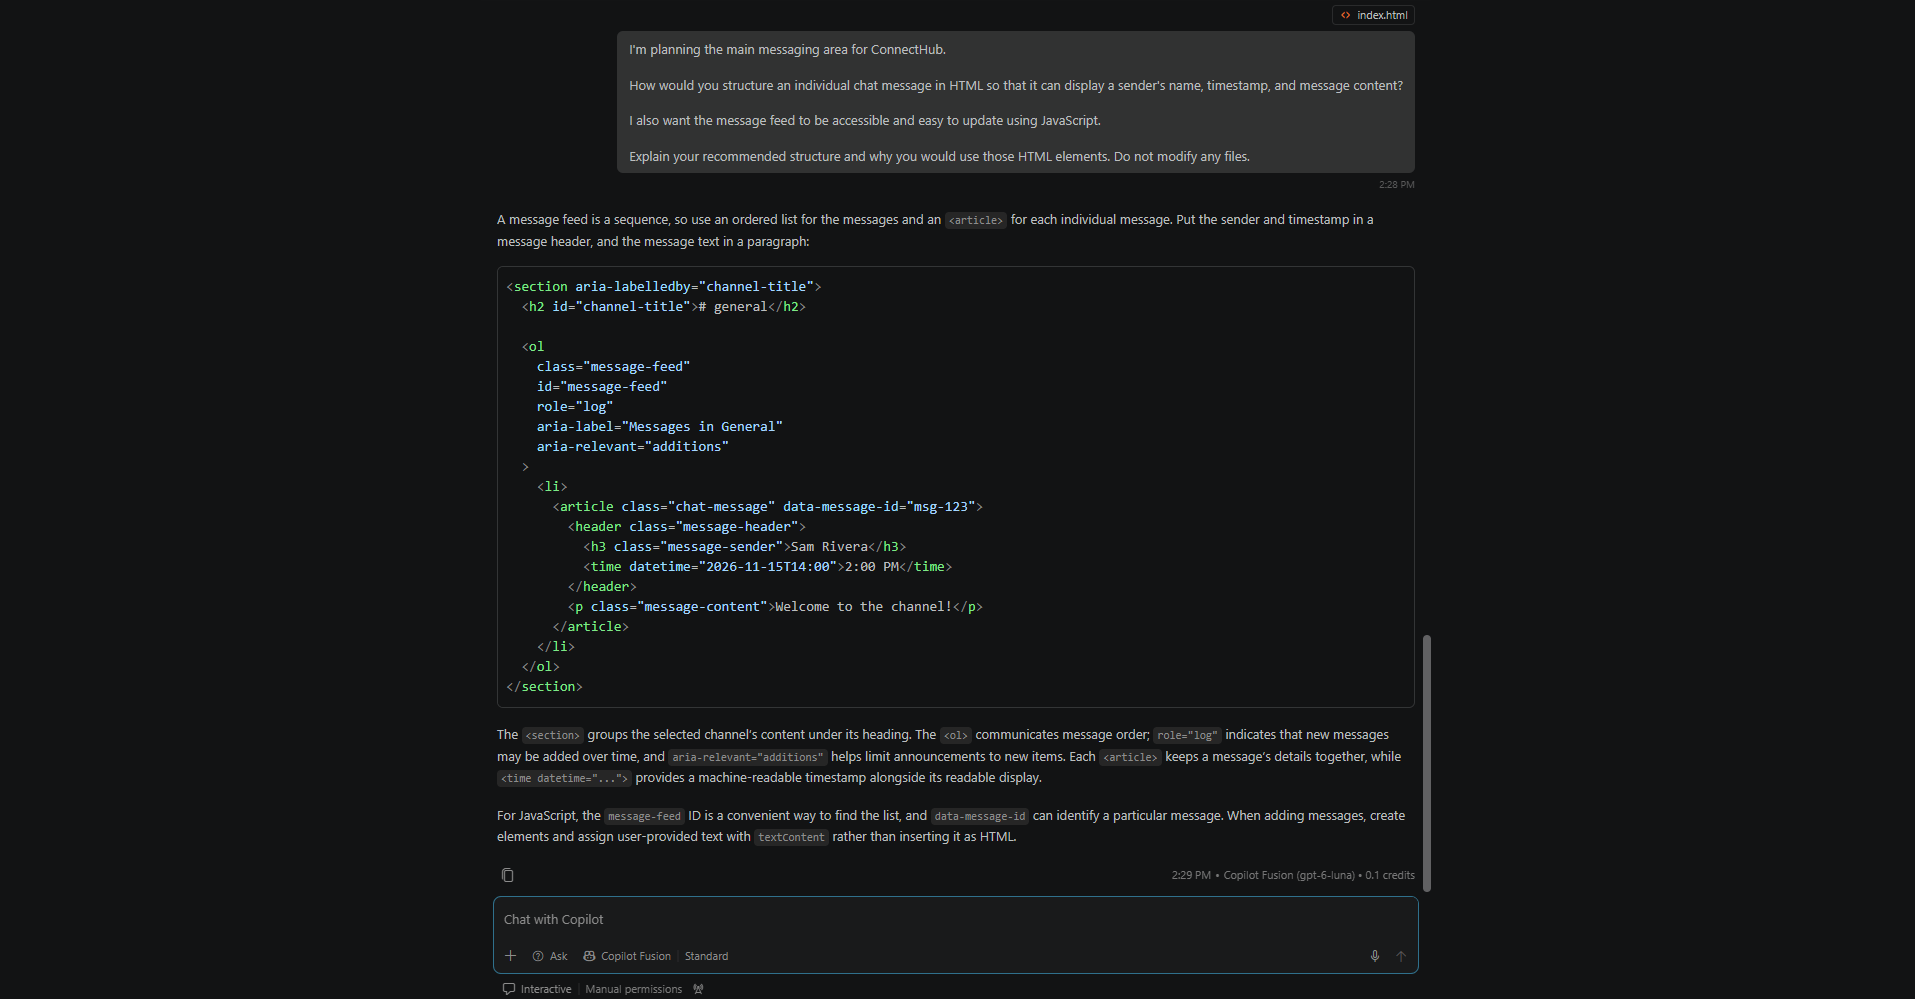 index.html
I'm planning the main messaging area for ConnectHub.
How would you structure an individual chat message in HTML so that it can display a sender's name, timestamp, and message content?
I also want the message feed to be accessible and easy to update using JavaScript.
Explain your recommended structure and why you would use those HTML elements. Do not modify any files.
2:28 PM
A message feed is a sequence, so use an ordered list for the messages and an <article> for each individual message. Put the sender and timestamp in a
message header, and the message text in a paragraph:
<section aria-labelledby="channel-title">
  <h2 id="channel-title"># general</h2>
  <ol
    class="message-feed"
    id="message-feed"
    role="log"
    aria-label="Messages in General"
    aria-relevant="additions"
  >
    <li>
      <article class="chat-message" data-message-id="msg-123">
        <header class="message-header">
          <h3 class="message-sender">Sam Rivera</h3>
          <time datetime="2026-11-15T14:00">2:00 PM</time>
        </header>
        <p class="message-content">Welcome to the channel!</p>
      </article>
    </li>
  </ol>
</section>
The <section> groups the selected channel's content under its heading. The <ol> communicates message order; role="log" indicates that new messages
may be added over time, and aria-relevant="additions" helps limit announcements to new items. Each <article> keeps a message's details together, while
<time datetime="..."> provides a machine-readable timestamp alongside its readable display.
For JavaScript, the message-feed ID is a convenient way to find the list, and data-message-id can identify a particular message. When adding messages, create
elements and assign user-provided text with textContent rather than inserting it as HTML.
2:29 PM • Copilot Fusion (gpt-6-luna) • 0.1 credits
Chat with Copilot
Ask Copilot Fusion Standard
Interactive Manual permissions